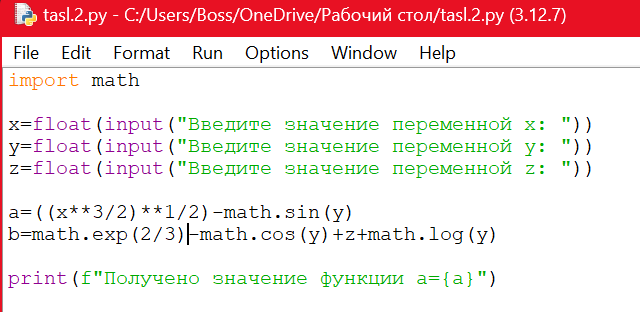 tasl.2.py - C:/Users/Boss/OneDrive/Рабочий стол/tasl.2.py (3.12.7)
File Edit Format Run Options Window Help
import math
x=float(input("Введите значение переменной x: "))
y=float(input("Введите значение переменной y: "))
z=float(input("Введите значение переменной z: "))
a=((x**3/2)**1/2)-math.sin(y)
b=math.exp(2/3)-math.cos(y)+z+math.log(y)
print(f"Получено значение функции a={a}")